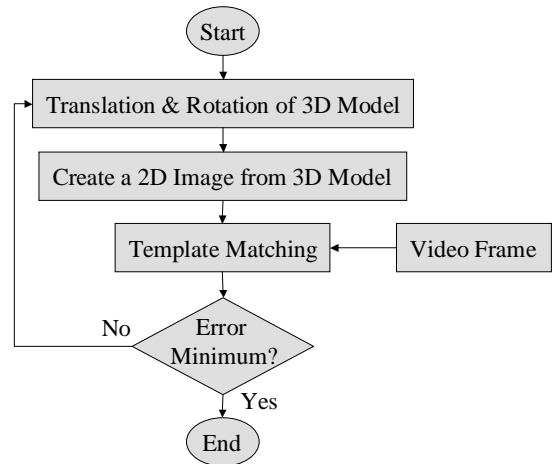 Start
Translation & Rotation of 3D Model
Create a 2D Image from 3D Model
Template Matching
Video Frame
No
Error
Minimum?
Yes
End